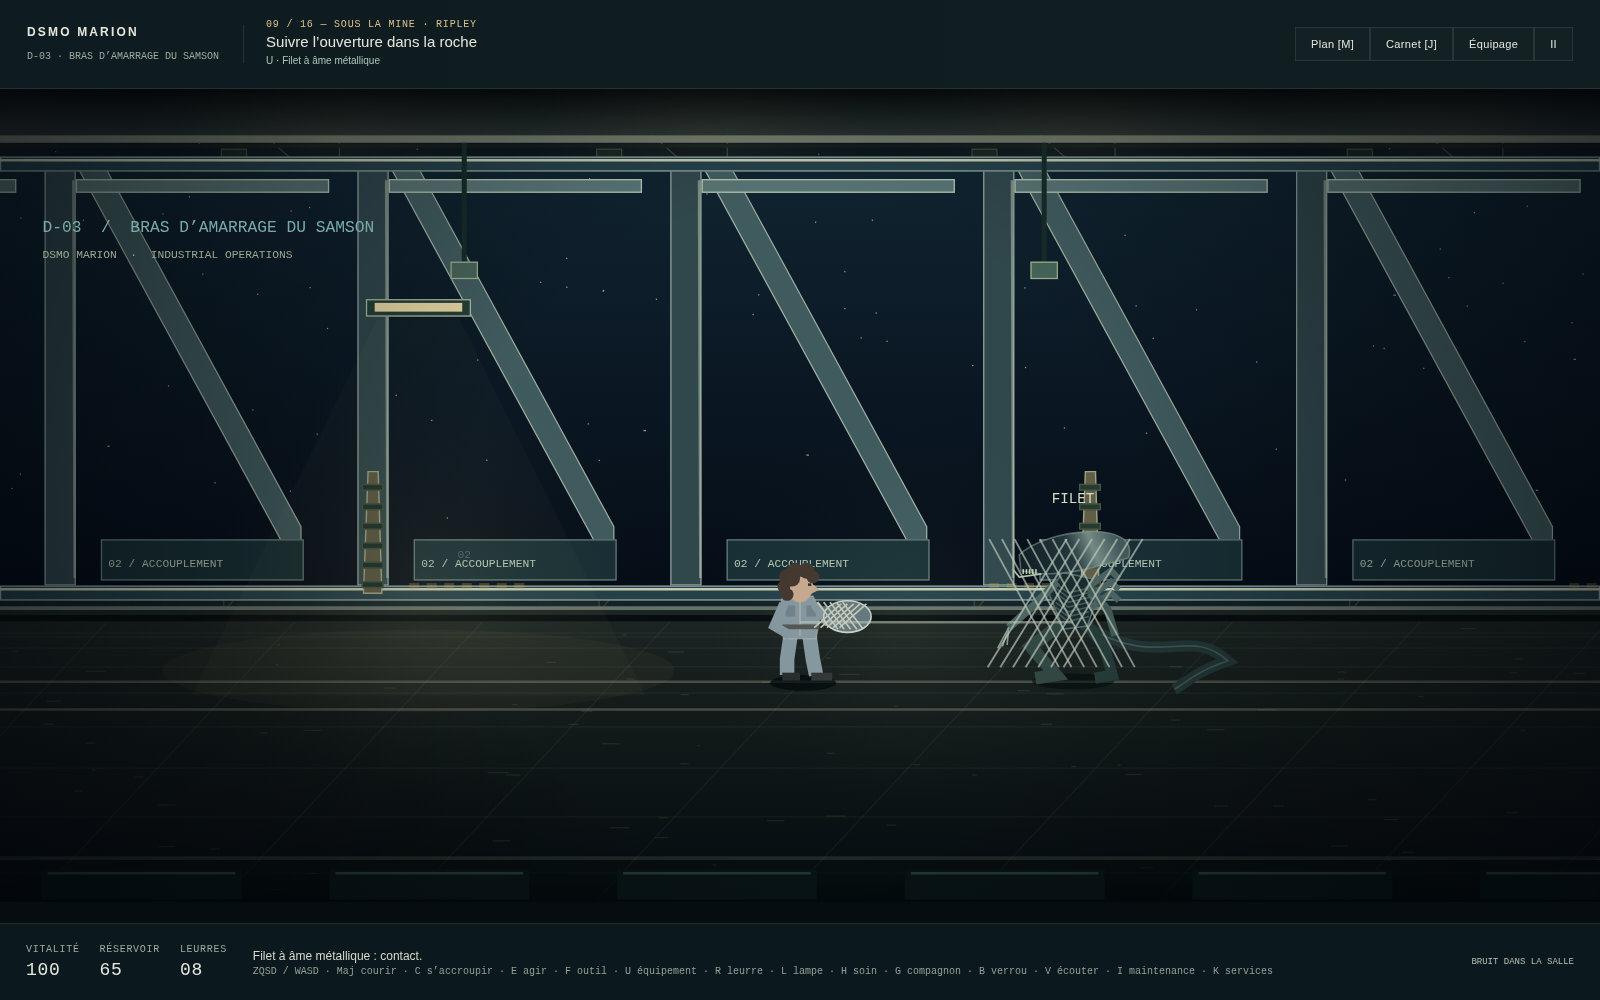 DSMO MARION
D-03 · BRAS D’AMARRAGE DU SAMSON
09 / 16 — SOUS LA MINE · RIPLEY
Suivre l’ouverture dans la roche
U · Filet à âme métallique
Plan [M]
Carnet [J]
Équipage
II
D-03 / BRAS D’AMARRAGE DU SAMSON
DSMO MARION · INDUSTRIAL OPERATIONS
FILET
02
02 / ACCOUPLEMENT
02 / ACCOUPLEMENT
02 / ACCOUPLEMENT
OUPLEMENT
02 / ACCOUPLEMENT
VITALITÉ
100
RÉSERVOIR
65
LEURRES
08
Filet à âme métallique : contact.
ZQSD / WASD · Maj courir · C s’accroupir · E agir · F outil · U équipement · R leurre · L lampe · H soin · G compagnon · B verrou · V écouter · I maintenance · K services
BRUIT DANS LA SALLE